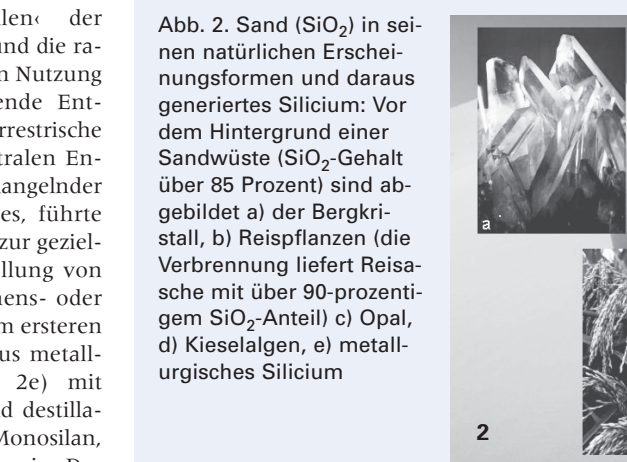 len‹ der
und die ra-
n Nutzung
ende Ent-
rrestrische
tralen En-
angelnder
es, führte
zur geziel-
llung von
nens- oder
m ersteren
us metall-
2e) mit
d destilla-
Monosilan,
Abb. 2. Sand (SiO₂) in sei-
nen natürlichen Erschei-
nungsformen und daraus
generiertes Silicium: Vor
dem Hintergrund einer
Sandwüste (SiO₂-Gehalt
über 85 Prozent) sind ab-
gebildet a) der Bergkri-
stall, b) Reispflanzen (die
Verbrennung liefert Reisa-
sche mit über 90-prozenti-
gem SiO₂-Anteil) c) Opal,
d) Kieselalgen, e) metall-
urgisches Silicium
a
2